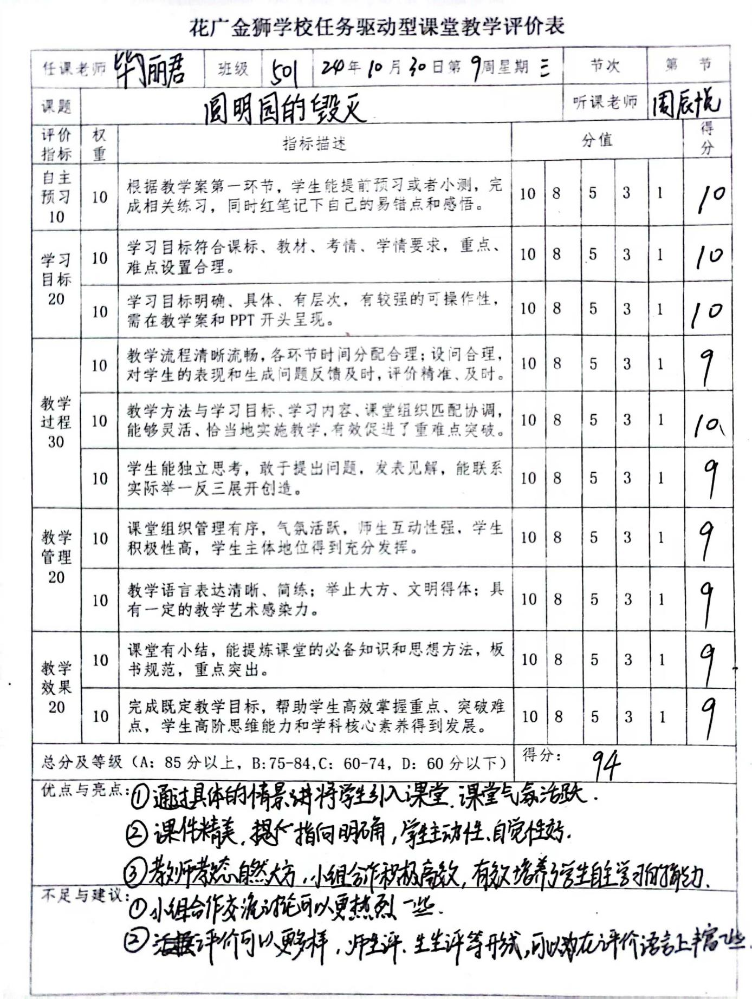 花广金狮学校任务驱动型课堂教学评价表
任课老师 毕丽君 班级 501 24年10月30日第9周星期三 节次 第 节
课题 圆明园的毁灭 听课老师 周辰悦
评价指标 权重 指标描述 分值 得分
自主预习10 10 根据教学案第一环节，学生能提前预习或者小测，完 10 8 5 3 1 10
成相关练习，同时红笔记下自己的易错点和感悟。
学习目标20 10 学习目标符合课标、教材、考情、学情要求，重点、 10 8 5 3 1 10
难点设置合理。
10 学习目标明确、具体、有层次，有较强的可操作性， 10 8 5 3 1 10
需在教学案和 PPT 开头呈现。
教学过程30 10 教学流程清晰流畅，各环节时间分配合理；设问合理， 10 8 5 3 1 9
对学生的表现和生成问题反馈及时，评价精准、及时。
10 教学方法与学习目标、学习内容、课堂组织匹配协调， 10 8 5 3 1 10
能够灵活、恰当地实施教学，有效促进了重难点突破。
10 学生能独立思考，敢于提出问题，发表见解，能联系 10 8 5 3 1 9
实际举一反三展开创造。
教学管理20 10 课堂组织管理有序，气氛活跃，师生互动性强，学生 10 8 5 3 1 9
积极性高，学生主体地位得到充分发挥。
10 教学语言表达清晰、简练；举止大方、文明得体；具 10 8 5 3 1 9
有一定的教学艺术感染力。
教学效果20 10 课堂有小结，能提炼课堂的必备知识和思想方法，板 10 8 5 3 1 9
书规范，重点突出。
10 完成既定教学目标，帮助学生高效掌握重点、突破难 10 8 5 3 1 9
点，学生高阶思维能力和学科核心素养得到发展。
总分及等级（A：85 分以上，B:75-84,C：60-74，D：60 分以下） 得分： 94
优点与亮点：①通过具体的情景将学生引入课堂.课堂气氛活跃.
②课件精美,提问指向明确,学生主动性、自觉性好.
③教师教态自然大方,小组合作积极高效,有效培养了学生自主学习的能力.
不足与建议：①小组合作交流讨论可以更热烈一些.
②评价可以更多样,师生评、生生评等形式,可以在评价语言上丰富一些.